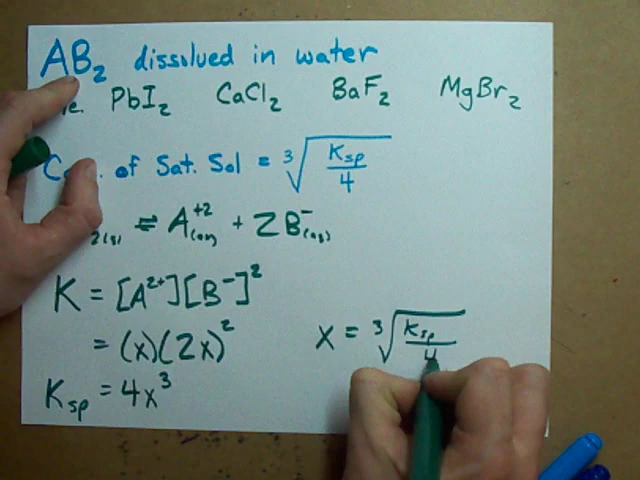 AB₂ dissolved in water
i.e. PbI₂ CaCl₂ BaF₂ MgBr₂
of Sat. Sol = ∛(Ksp/4)
₂(s) ⇌ A⁺²(aq) + 2B⁻(aq)
K = [A²⁺][B⁻]²
= (x)(2x)²
Ksp = 4x³
x = ∛(Ksp/4)